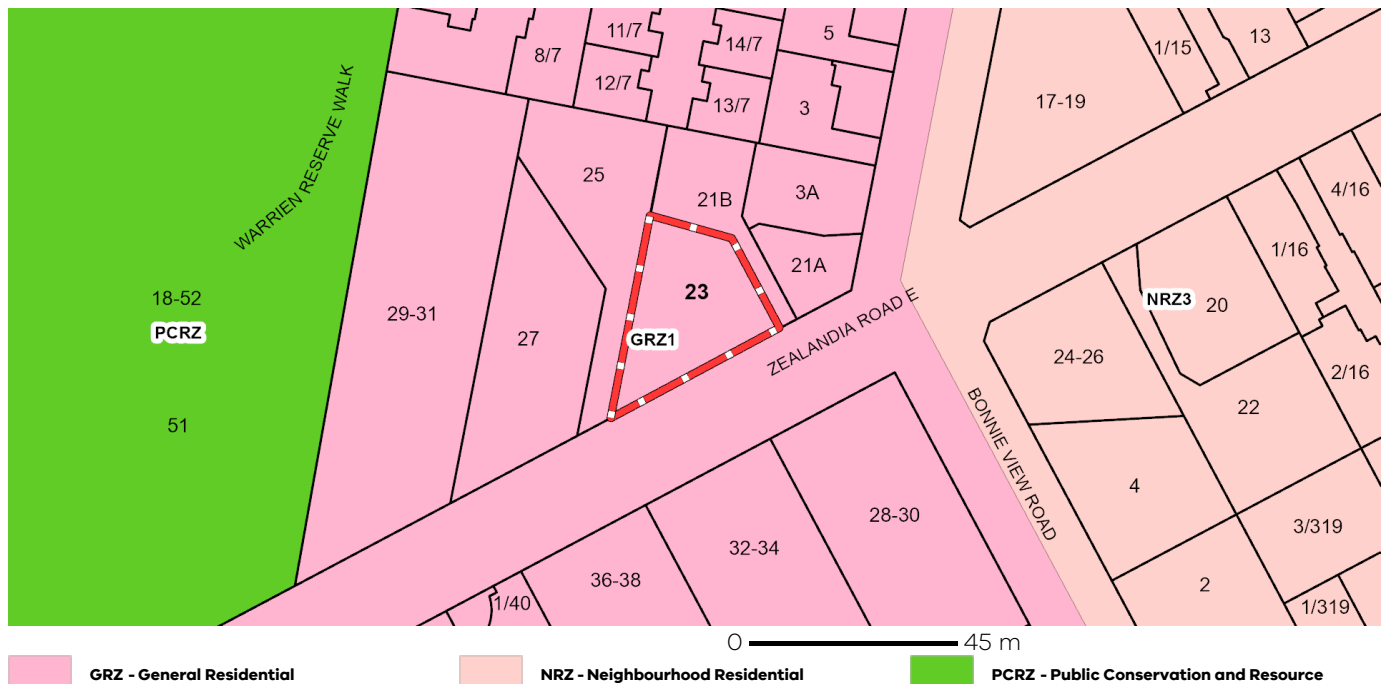 11/7
14/7
5
8/7
12/7
13/7
3
1/15
13
17-19
WARRIEN RESERVE WALK
25
21B
3A
21A
4/16
1/16
NRZ3
20
18-52
PCRZ
29-31
27
23
GRZ1
ZEALANDIA ROAD E
24-26
2/16
22
51
BONNIE VIEW ROAD
4
28-30
32-34
36-38
1/40
3/319
2
1/319
0 45 m
GRZ - General Residential
NRZ - Neighbourhood Residential
PCRZ - Public Conservation and Resource